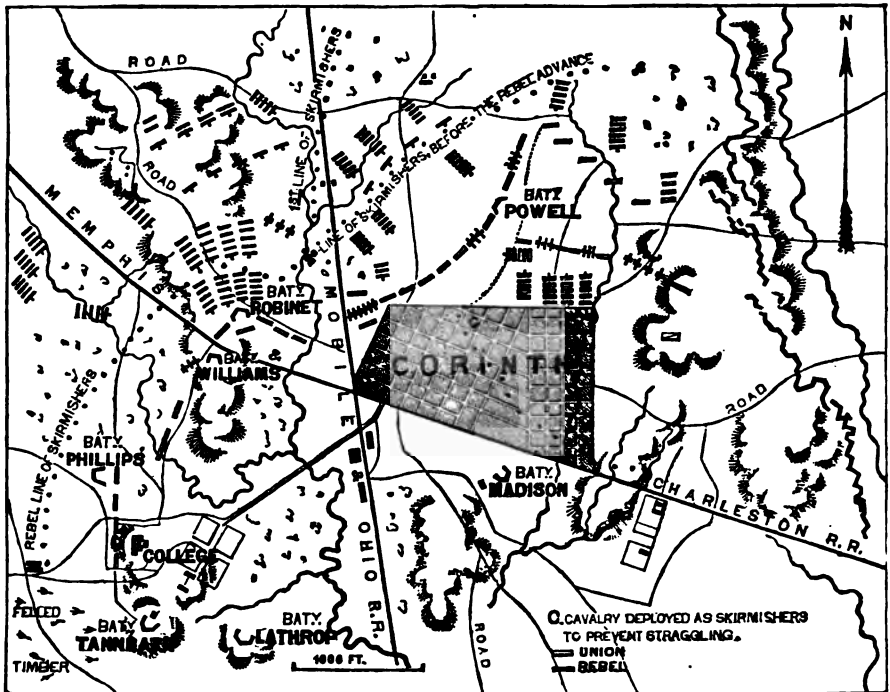 N
ROAD
1ST. LINE OF SKIRMISHERS
LINE OF SKIRMISHERS, BEFORE THE REBEL ADVANCE
ROAD
MEMPHIS
BATY.
POWELL
BATY.
ROBINET
MOBILE & OHIO R.R.
CORINTH
BATY.
WILLIAMS
&
ROAD
REBEL LINE OF SKIRMISHERS
BATY.
PHILLIPS
BATY.
MADISON
CHARLESTON R.R.
COLLEGE
FELLED
TIMBER
BATY.
TANNRATH
BATY.
LATHROP
1000 FT.
ROAD
CAVALRY DEPLOYED AS SKIRMISHERS
TO PREVENT STRAGGLING.
UNION
REBEL